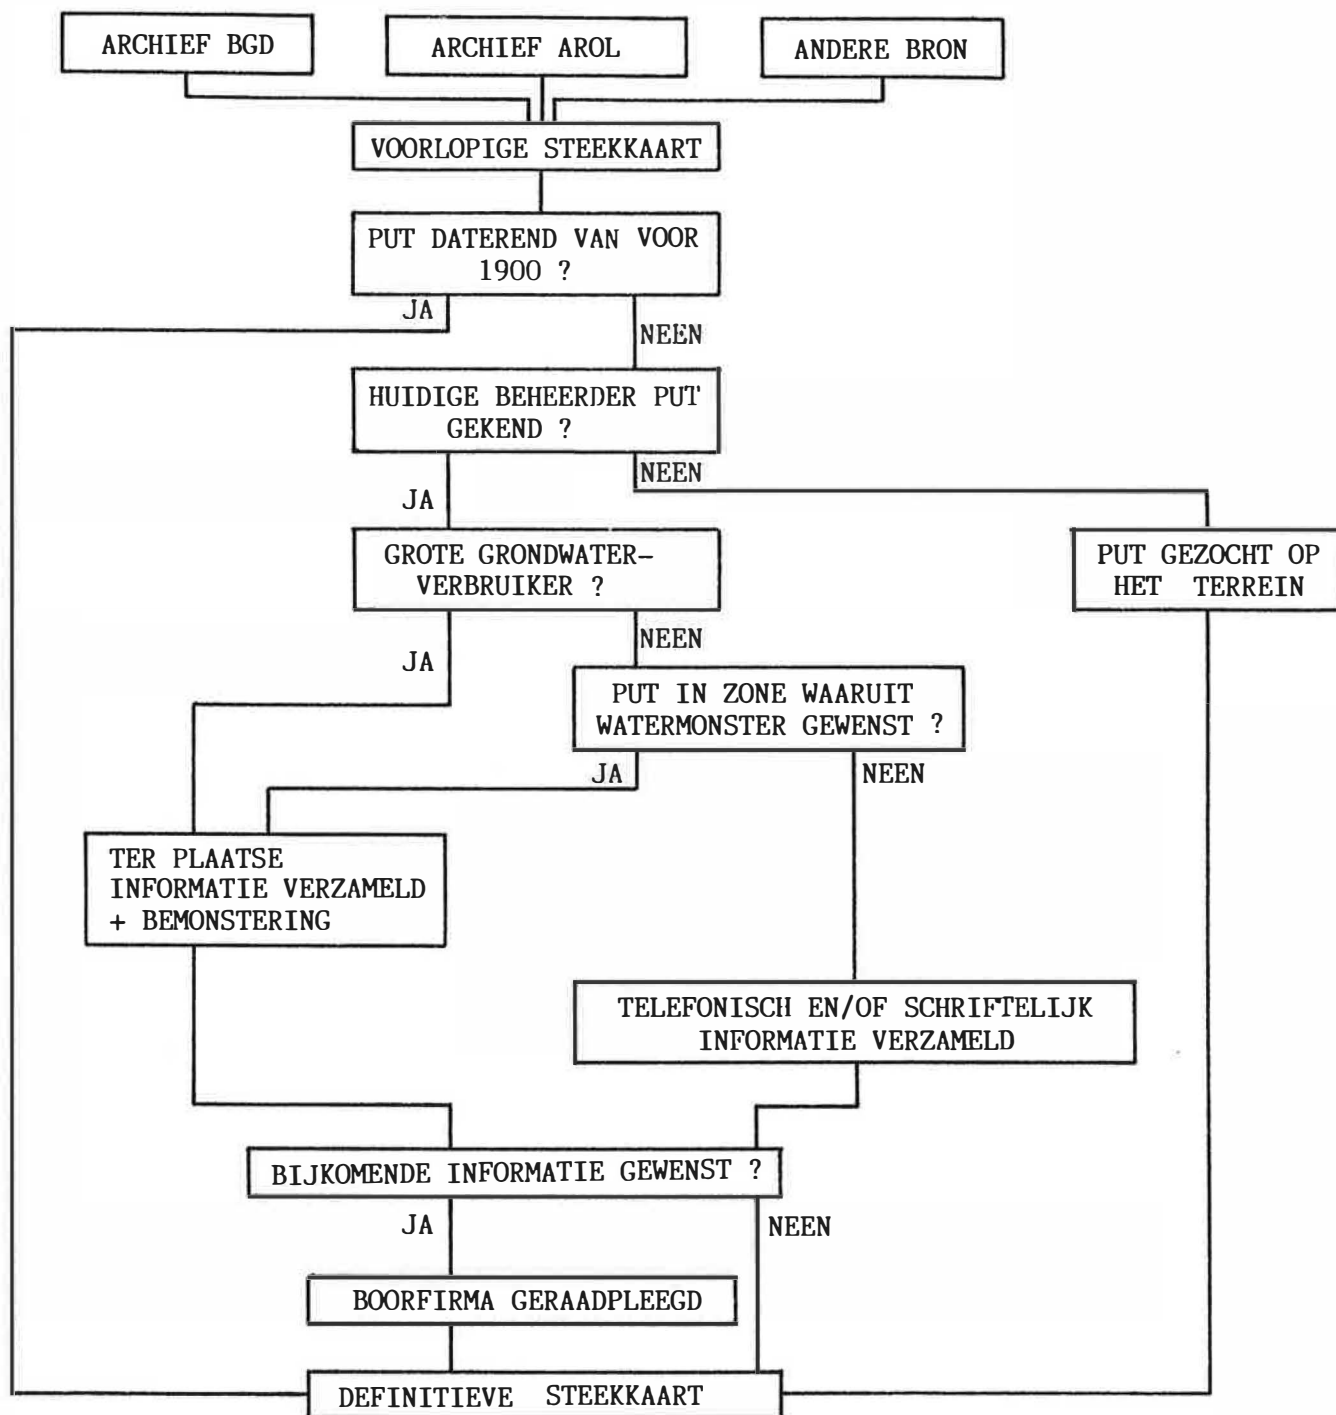 ARCHIEF BGD
ARCHIEF AROL
ANDERE BRON
VOORLOPIGE STEEKKAART
PUT DATEREND VAN VOOR
1900 ?
JA
NEEN
HUIDIGE BEHEERDER PUT
GEKEND ?
NEEN
JA
GROTE GRONDWATER-
VERBRUIKER ?
PUT GEZOCHT OP
HET TERREIN
NEEN
JA
PUT IN ZONE WAARUIT
WATERMONSTER GEWENST ?
JA
NEEN
TER PLAATSE
INFORMATIE VERZAMELD
+ BEMONSTERING
TELEFONISCH EN/OF SCHRIFTELIJK
INFORMATIE VERZAMELD
BIJKOMENDE INFORMATIE GEWENST ?
JA
NEEN
BOORFIRMA GERAADPLEEGD
DEFINITIEVE STEEKKAART